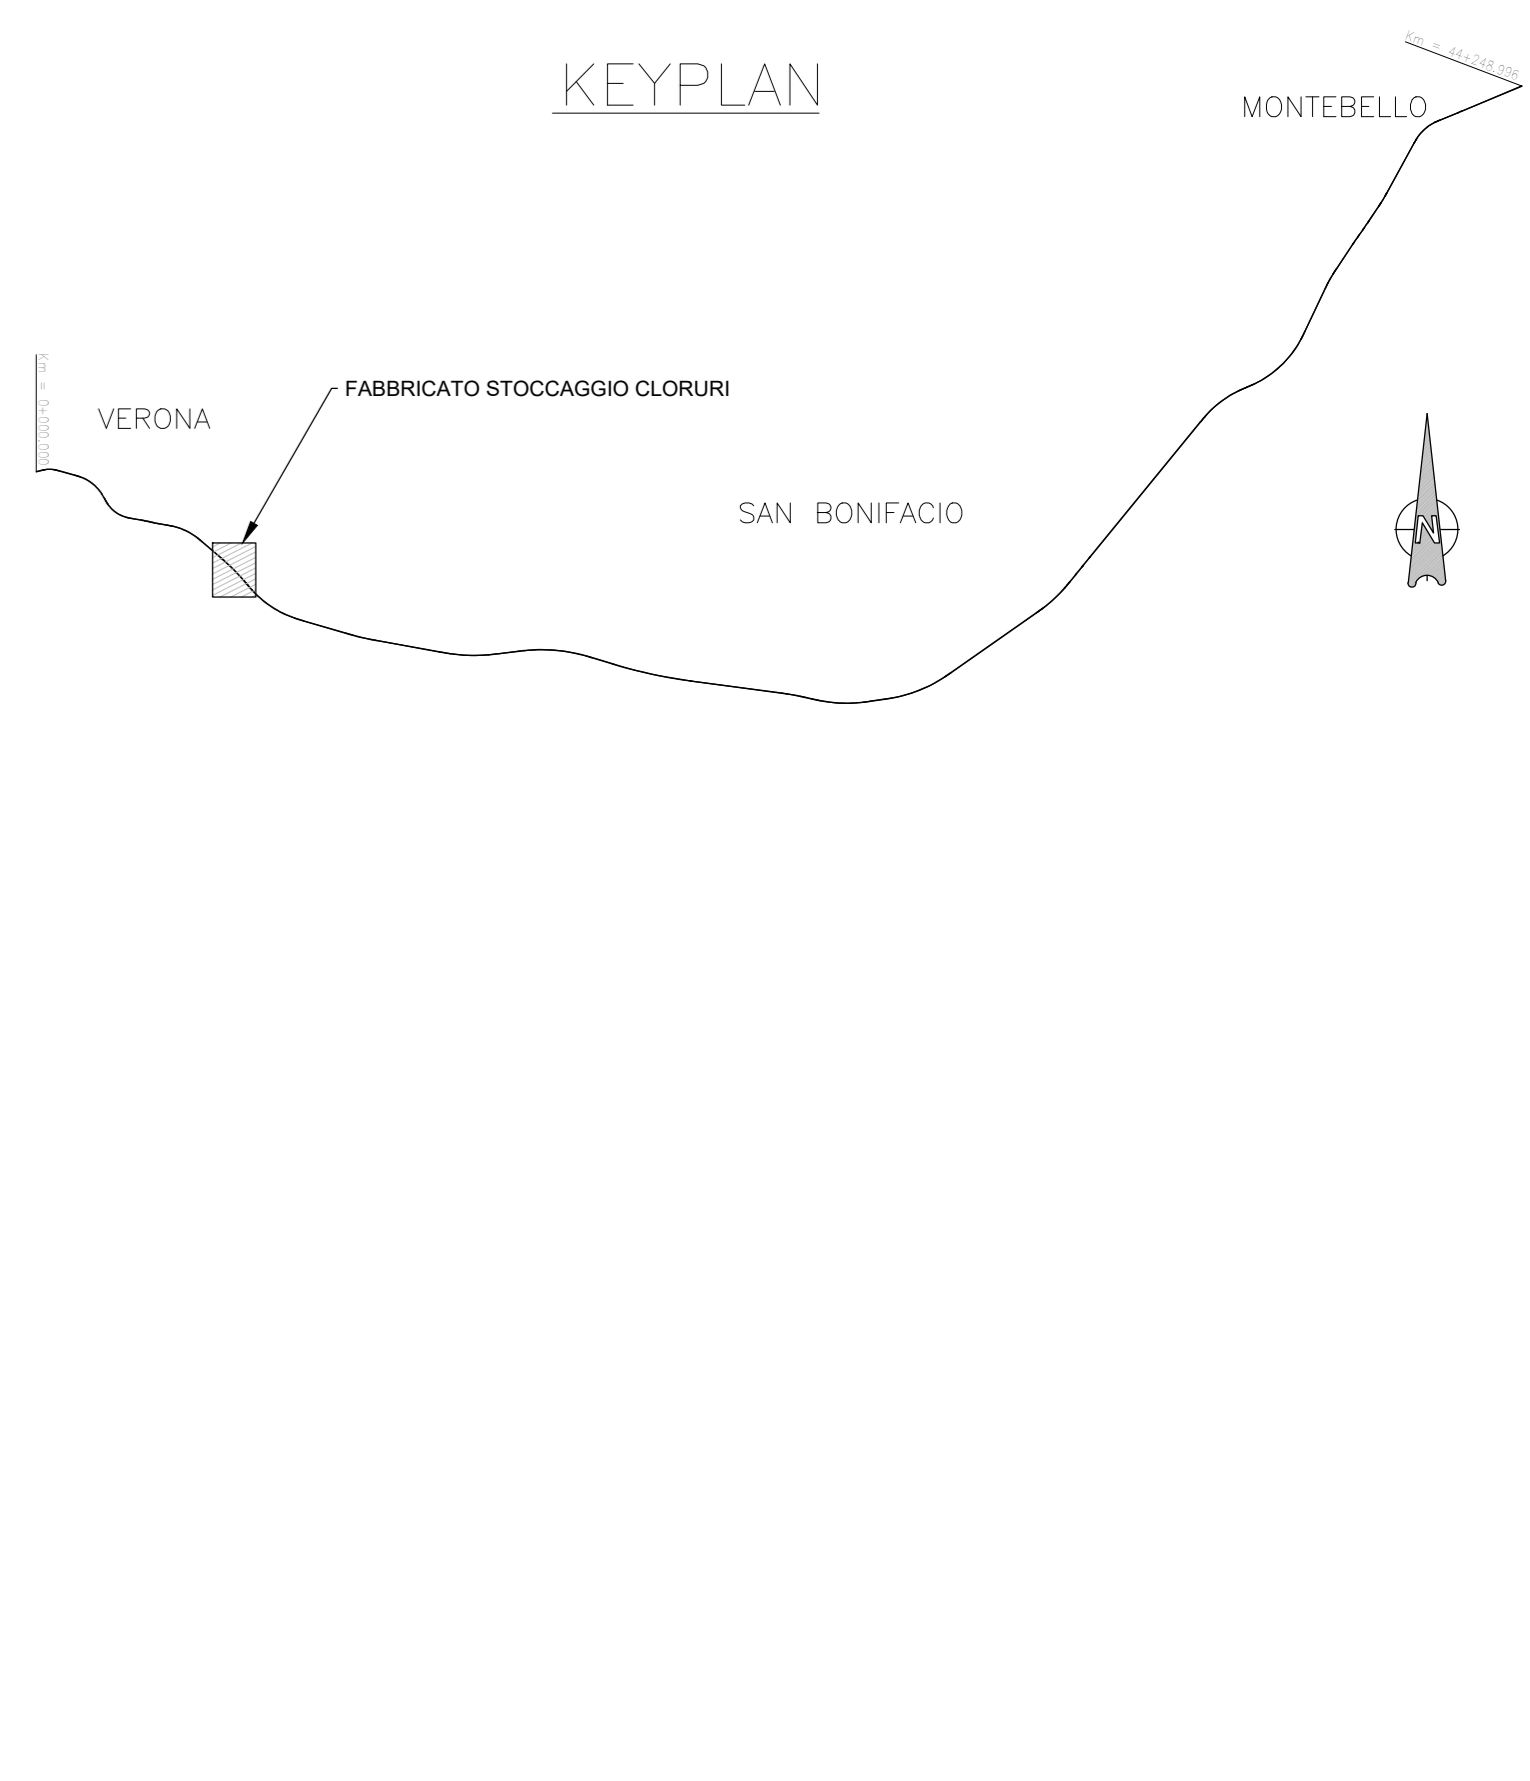 Km = 44+248.996
KEYPLAN
MONTEBELLO
Km = 0+000.000
FABBRICATO STOCCAGGIO CLORURI
VERONA
SAN BONIFACIO
N